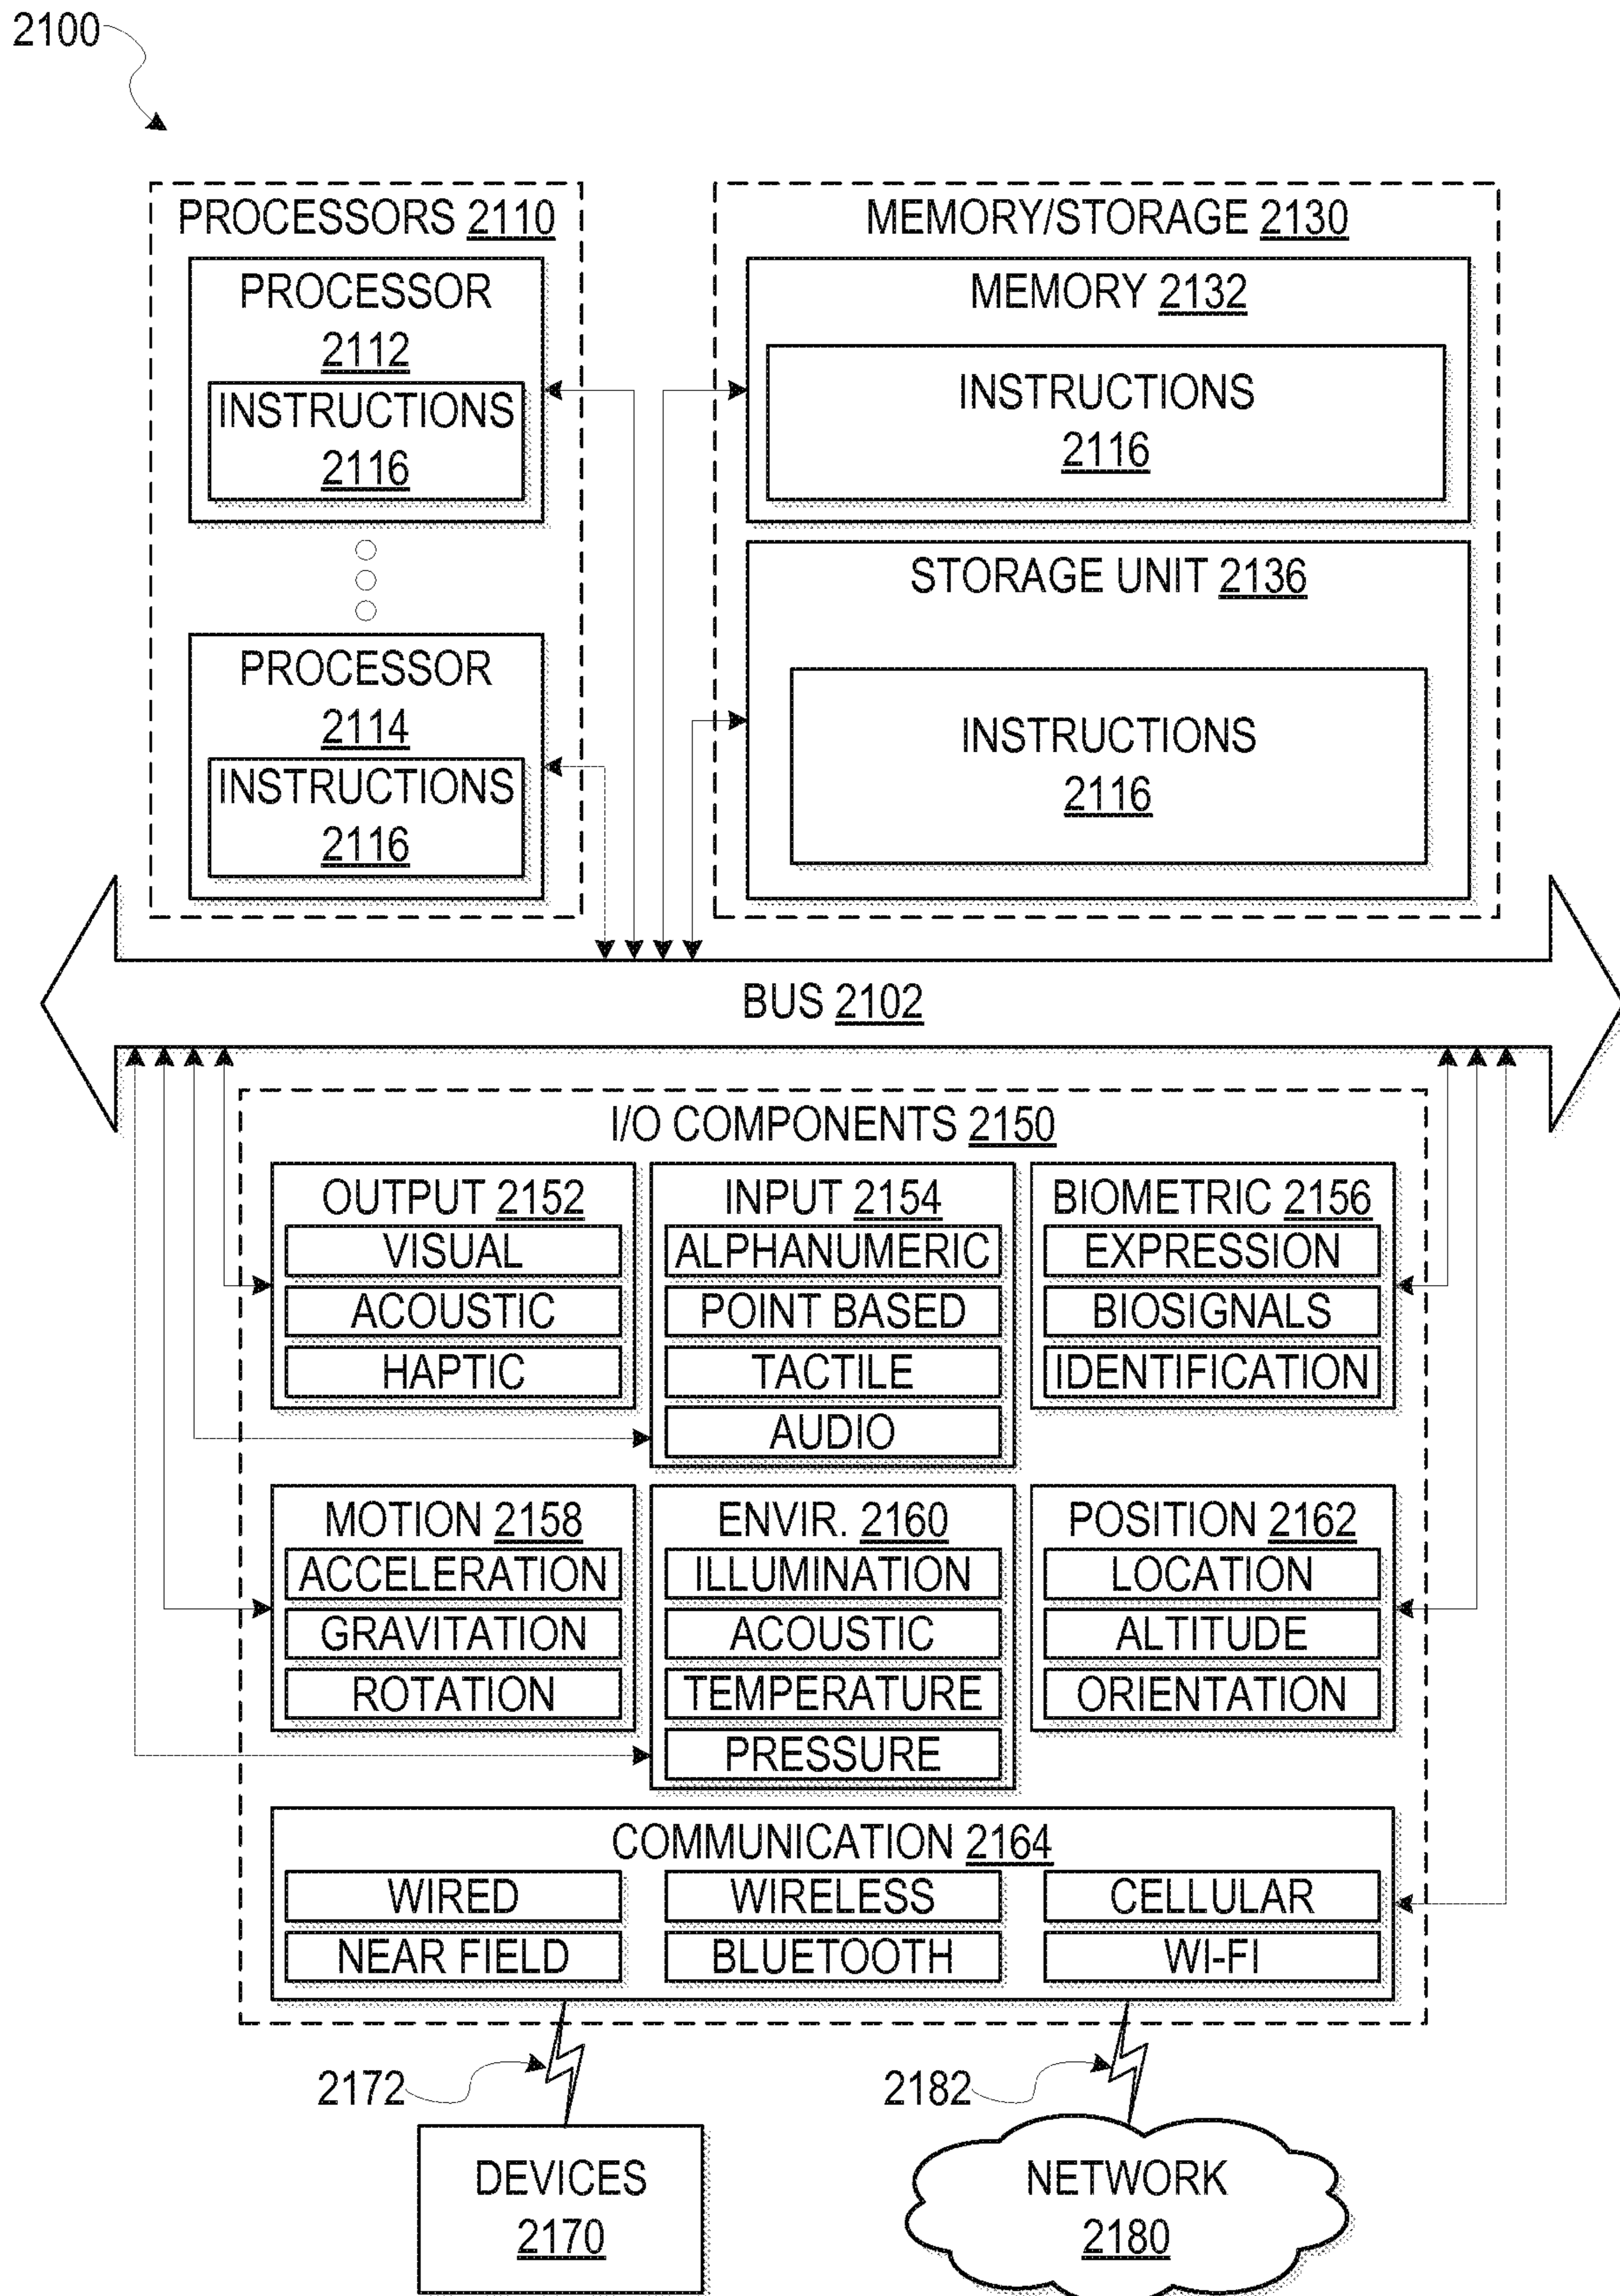 2100
PROCESSORS 2110
PROCESSOR
2112
INSTRUCTIONS
2116
PROCESSOR
2114
INSTRUCTIONS
2116
MEMORY/STORAGE 2130
MEMORY 2132
INSTRUCTIONS
2116
STORAGE UNIT 2136
INSTRUCTIONS
2116
BUS 2102
I/O COMPONENTS 2150
OUTPUT 2152
VISUAL
ACOUSTIC
HAPTIC
INPUT 2154
ALPHANUMERIC
POINT BASED
TACTILE
AUDIO
BIOMETRIC 2156
EXPRESSION
BIOSIGNALS
IDENTIFICATION
MOTION 2158
ACCELERATION
GRAVITATION
ROTATION
ENVIR. 2160
ILLUMINATION
ACOUSTIC
TEMPERATURE
PRESSURE
POSITION 2162
LOCATION
ALTITUDE
ORIENTATION
COMMUNICATION 2164
WIRED
WIRELESS
CELLULAR
NEAR FIELD
BLUETOOTH
WI-FI
2172
2182
DEVICES
2170
NETWORK
2180